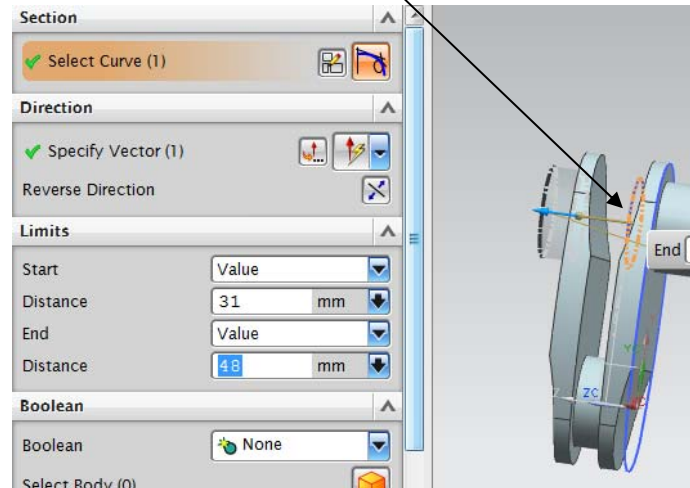 Section
Select Curve (1)
Direction
Specify Vector (1)
Reverse Direction
Limits
Start Value
Distance 31 mm
End Value
Distance 48 mm
Boolean
Boolean None
Select Body (0)
End
ZC